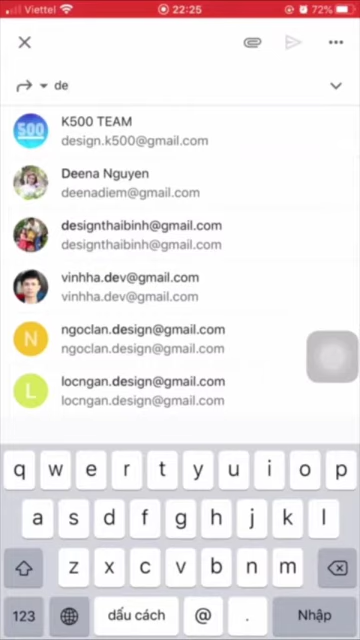 Viettel
22:25
72%
de
500
K500 TEAM
design.k500@gmail.com
Deena Nguyen
deenadiem@gmail.com
designthaibinh@gmail.com
designthaibinh@gmail.com
vinhha.dev@gmail.com
vinhha.dev@gmail.com
N
ngoclan.design@gmail.com
ngoclan.design@gmail.com
L
locngan.design@gmail.com
locngan.design@gmail.com
q w e r t y u i o p
a s d f g h j k l
z x c v b n m
123 dấu cách @ . Nhập